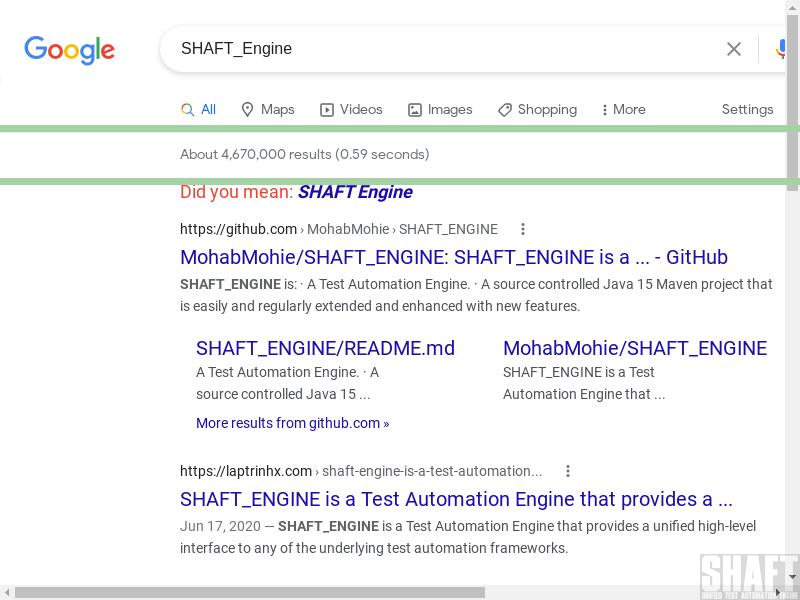 Google
SHAFT_Engine
All Maps Videos Images Shopping More Settings
About 4,670,000 results (0.59 seconds)
Did you mean: SHAFT Engine
https://github.com › MohabMohie › SHAFT_ENGINE
MohabMohie/SHAFT_ENGINE: SHAFT_ENGINE is a ... - GitHub
SHAFT_ENGINE is: · A Test Automation Engine. · A source controlled Java 15 Maven project that
is easily and regularly extended and enhanced with new features.
SHAFT_ENGINE/README.md
A Test Automation Engine. · A
source controlled Java 15 ...
MohabMohie/SHAFT_ENGINE
SHAFT_ENGINE is a Test
Automation Engine that ...
More results from github.com »
https://laptrinhx.com › shaft-engine-is-a-test-automation...
SHAFT_ENGINE is a Test Automation Engine that provides a ...
Jun 17, 2020 — SHAFT_ENGINE is a Test Automation Engine that provides a unified high-level
interface to any of the underlying test automation frameworks.
SHAFT